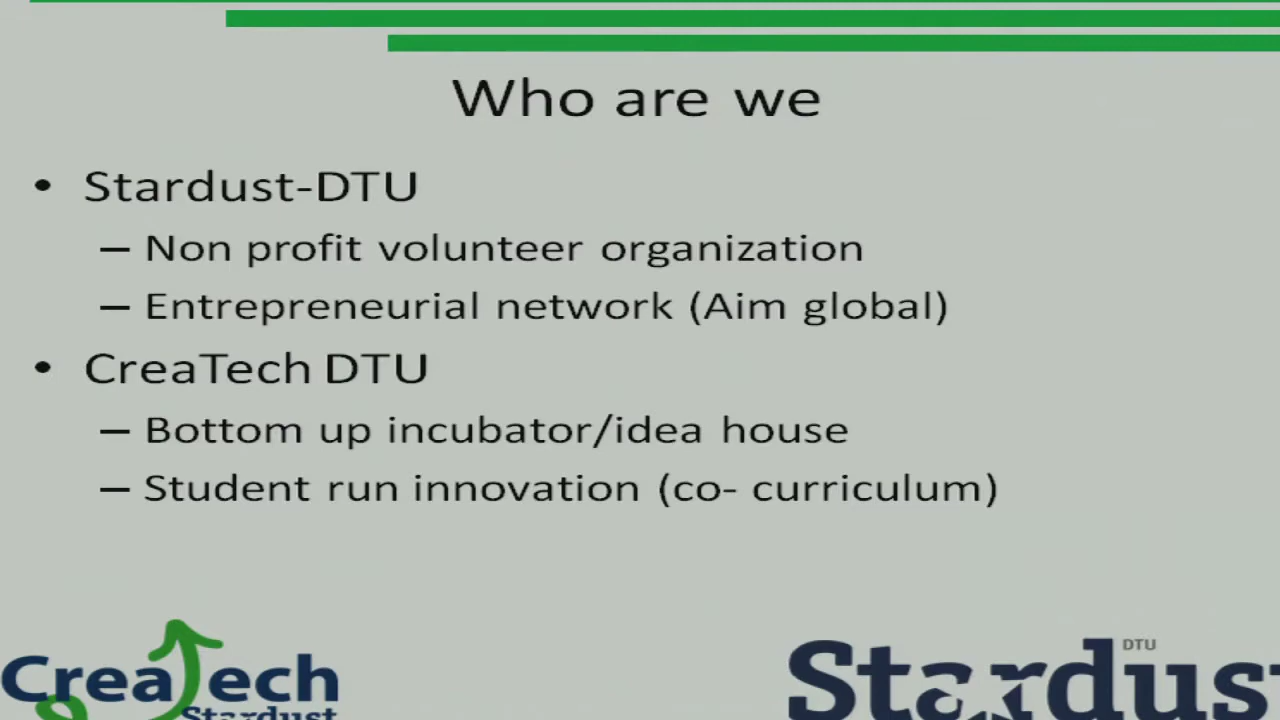 Who are we
• Stardust-DTU
– Non profit volunteer organization
– Entrepreneurial network (Aim global)
• CreaTech DTU
– Bottom up incubator/idea house
– Student run innovation (co- curriculum)
CreaTech
Stardust
DTU
Stardust